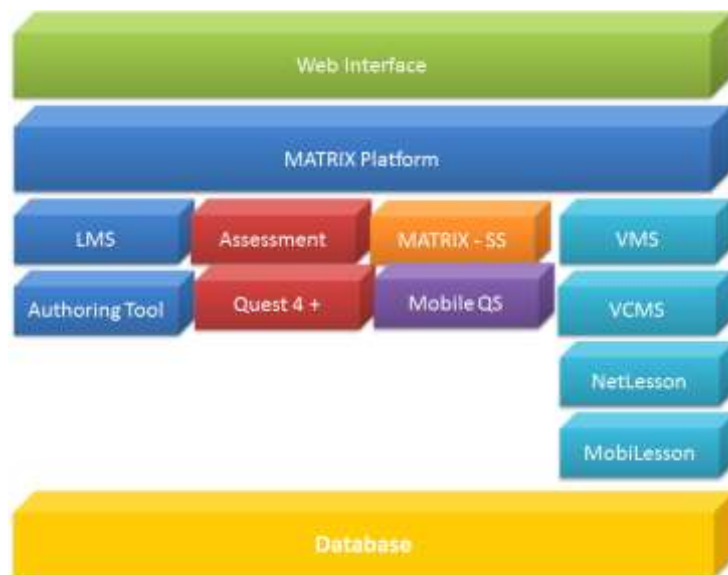 Web Interface
MATRIX Platform
LMS
Assessment
MATRIX - SS
VMS
Authoring Tool
Quest 4 +
Mobile QS
VCMS
NetLesson
MobiLesson
Database